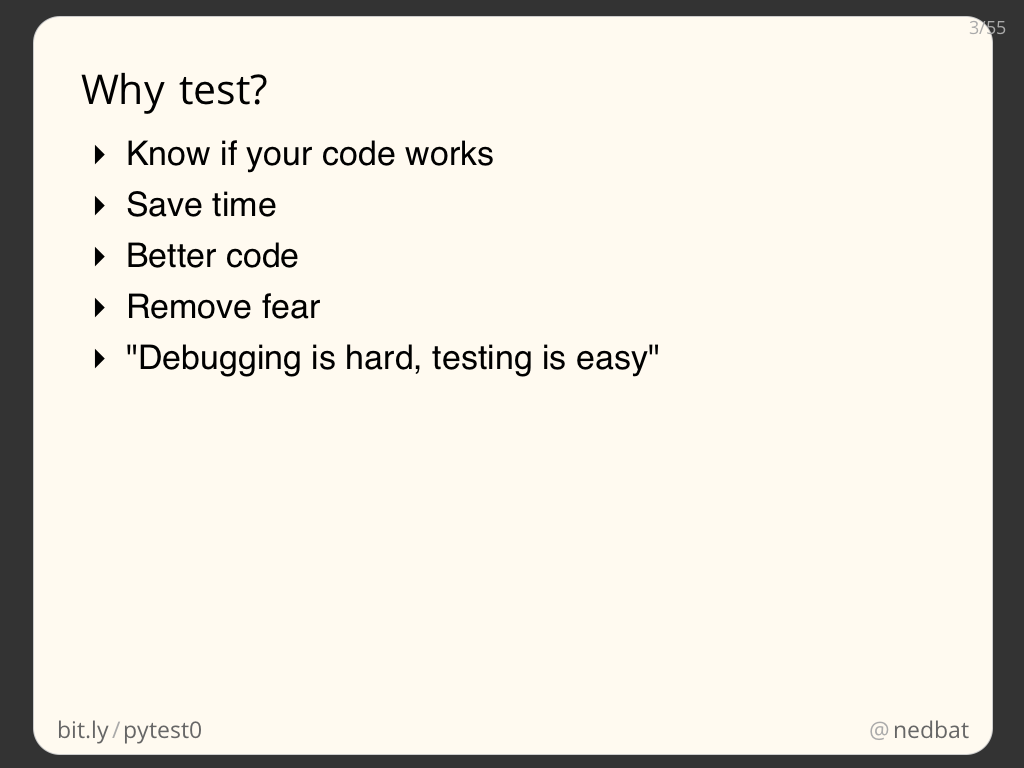 3/55
Why test?
Know if your code works
Save time
Better code
Remove fear
"Debugging is hard, testing is easy"
bit.ly/pytest0
@nedbat